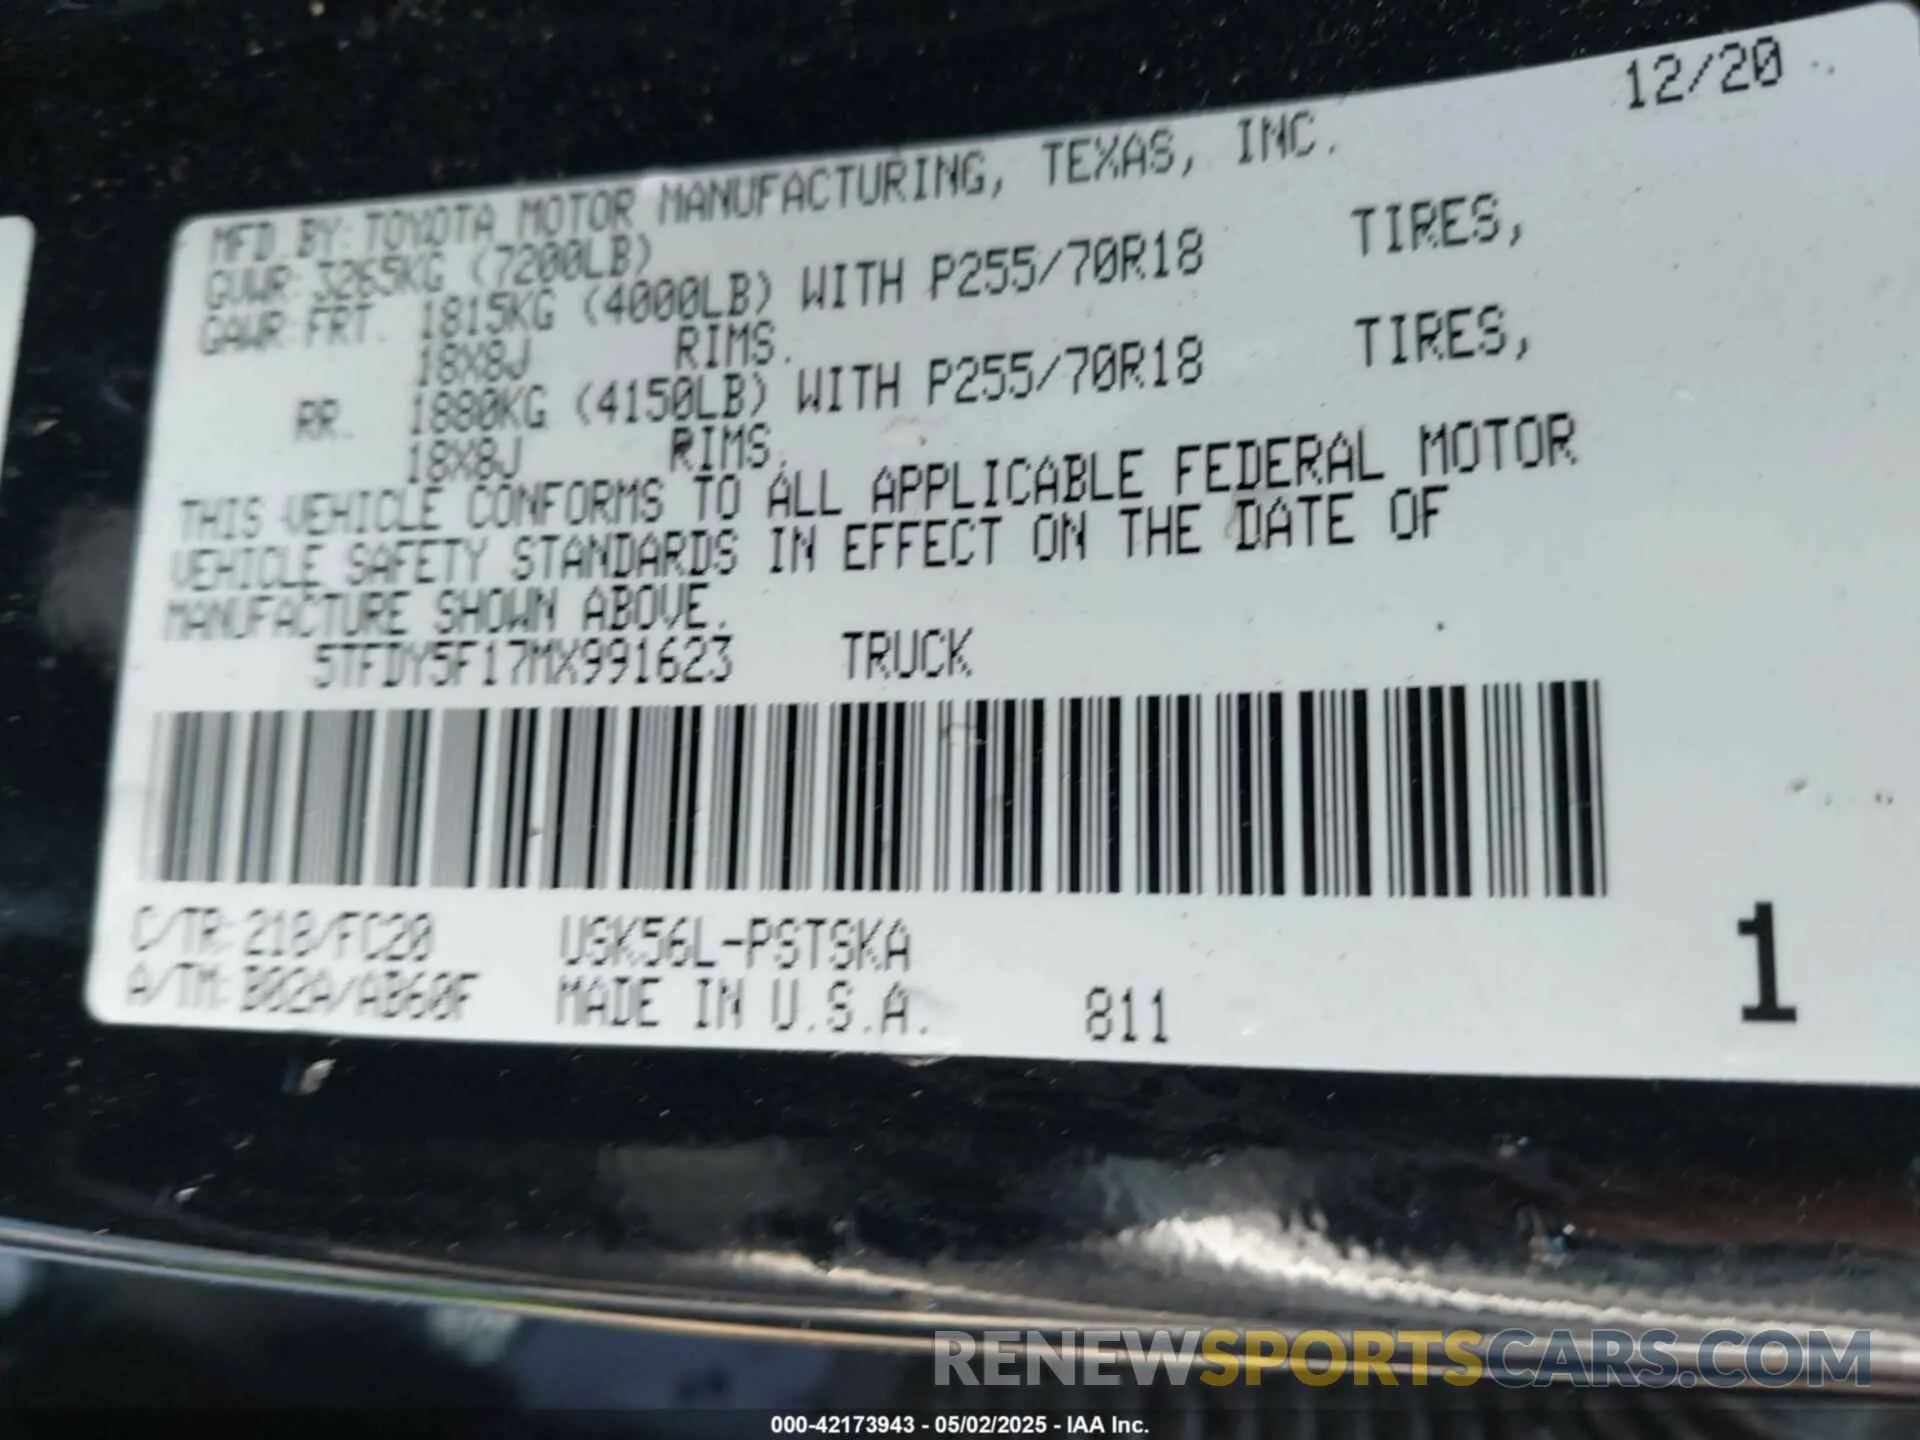 12/20
MFD. BY: TOYOTA MOTOR MANUFACTURING, TEXAS, INC.
GVWR: 3265KG (7200LB)
GAWR: FRT. 1815KG (4000LB) WITH P255/70R18 TIRES,
18X8J RIMS.
RR. 1880KG (4150LB) WITH P255/70R18 TIRES,
18X8J RIMS.
THIS VEHICLE CONFORMS TO ALL APPLICABLE FEDERAL MOTOR
VEHICLE SAFETY STANDARDS IN EFFECT ON THE DATE OF
MANUFACTURE SHOWN ABOVE.
5TFDY5F17MX991623 TRUCK
C/TR: 218/FC20 USK56L-PSTSKA
A/TM: B02A/AB60F MADE IN U.S.A. 811
1
RENEWSPORTSCARS.COM
000-42173943 - 05/02/2025 - IAA Inc.